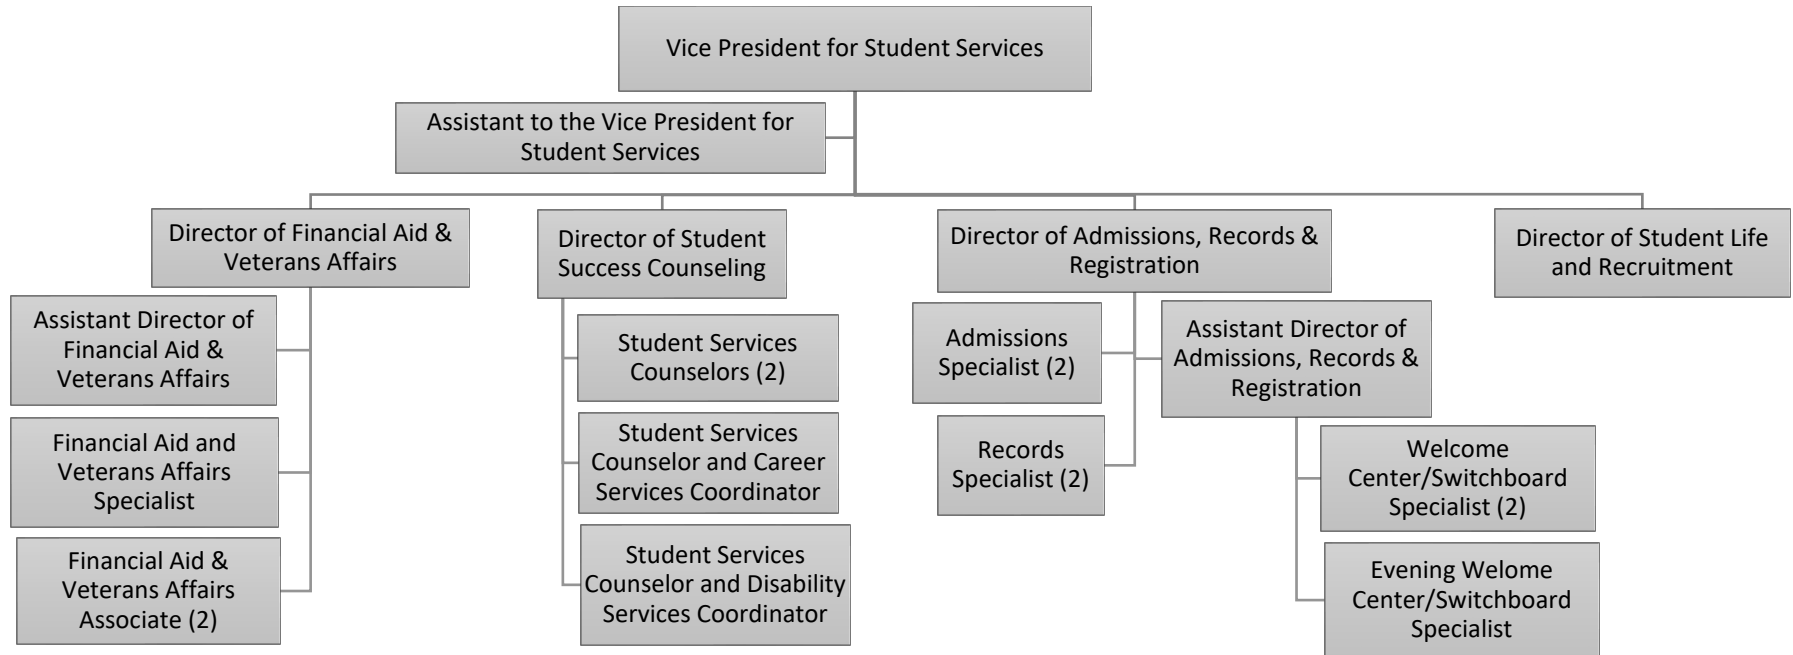 Vice President for Student Services
Assistant to the Vice President for
Student Services
Director of Financial Aid &
Veterans Affairs
Assistant Director of
Financial Aid &
Veterans Affairs
Financial Aid and
Veterans Affairs
Specialist
Financial Aid &
Veterans Affairs
Associate (2)
Director of Student
Success Counseling
Student Services
Counselors (2)
Student Services
Counselor and Career
Services Coordinator
Student Services
Counselor and Disability
Services Coordinator
Director of Admissions, Records &
Registration
Admissions
Specialist (2)
Records
Specialist (2)
Assistant Director of
Admissions, Records &
Registration
Welcome
Center/Switchboard
Specialist (2)
Evening Welome
Center/Switchboard
Specialist
Director of Student Life
and Recruitment